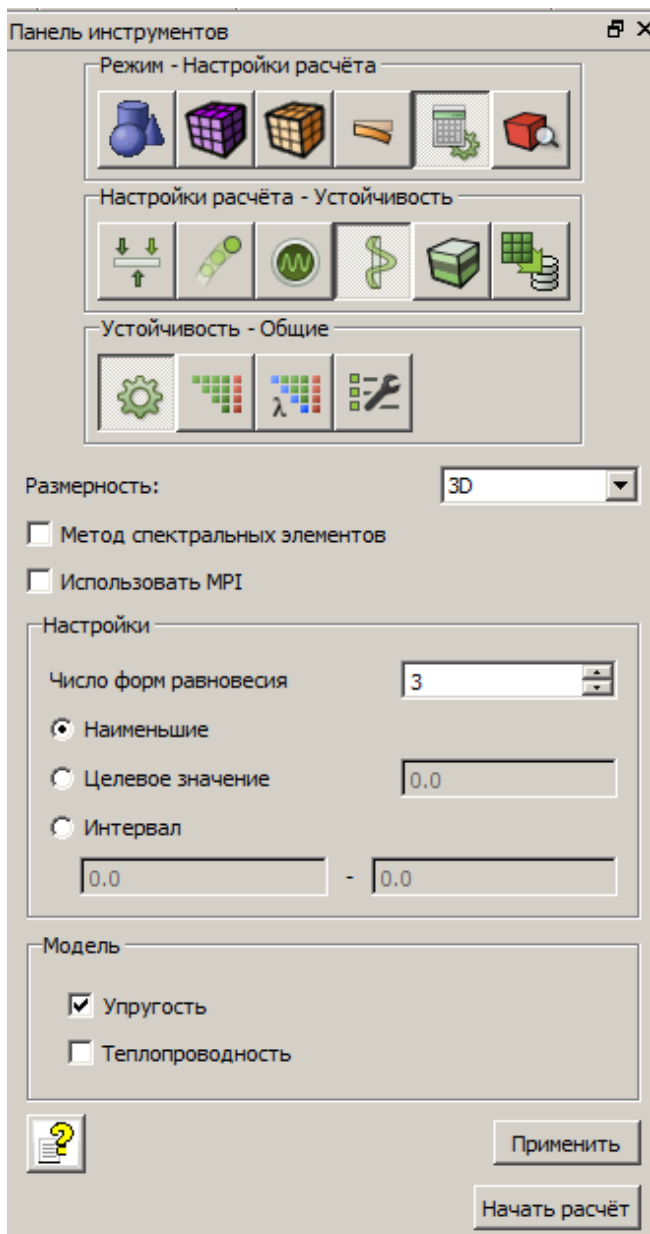 Панель инструментов
Режим - Настройки расчёта
Настройки расчёта - Устойчивость
Устойчивость - Общие
λ
Размерность: 3D
Метод спектральных элементов
Использовать MPI
Настройки
Число форм равновесия 3
Наименьшие
Целевое значение 0.0
Интервал
0.0 - 0.0
Модель
Упругость
Теплопроводность
Применить
Начать расчёт